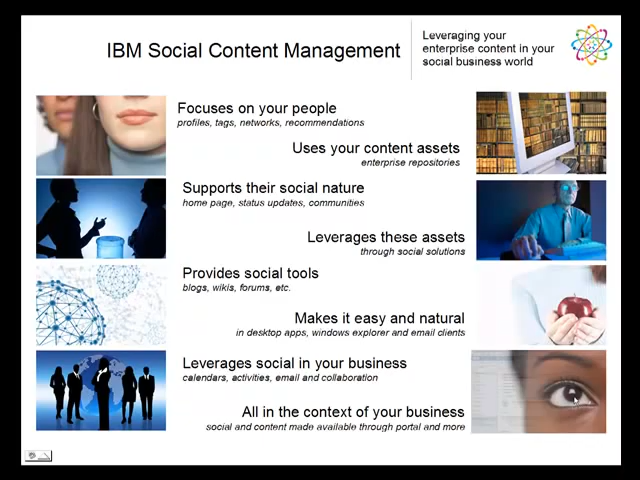 IBM Social Content Management
Leveraging your
enterprise content in your
social business world
Focuses on your people
profiles, tags, networks, recommendations
Uses your content assets
enterprise repositories
Supports their social nature
home page, status updates, communities
Leverages these assets
through social solutions
Provides social tools
blogs, wikis, forums, etc.
Makes it easy and natural
in desktop apps, windows explorer and email clients
Leverages social in your business
calendars, activities, email and collaboration
All in the context of your business
social and content made available through portal and more